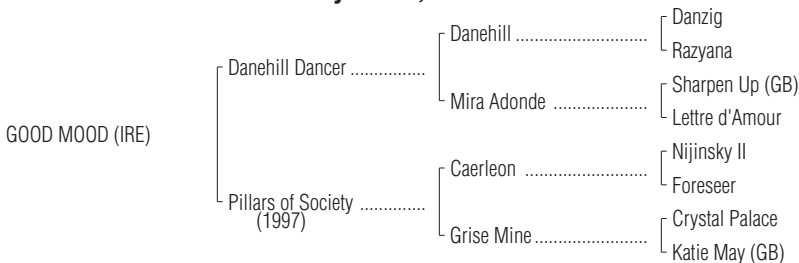 Danzig
Danehill
Razyana
Danehill Dancer
Sharpen Up (GB)
Mira Adonde
Lettre d'Amour
GOOD MOOD (IRE)
Nijinsky II
Caerleon
Foreseer
Pillars of Society
(1997)
Crystal Palace
Grise Mine
Katie May (GB)